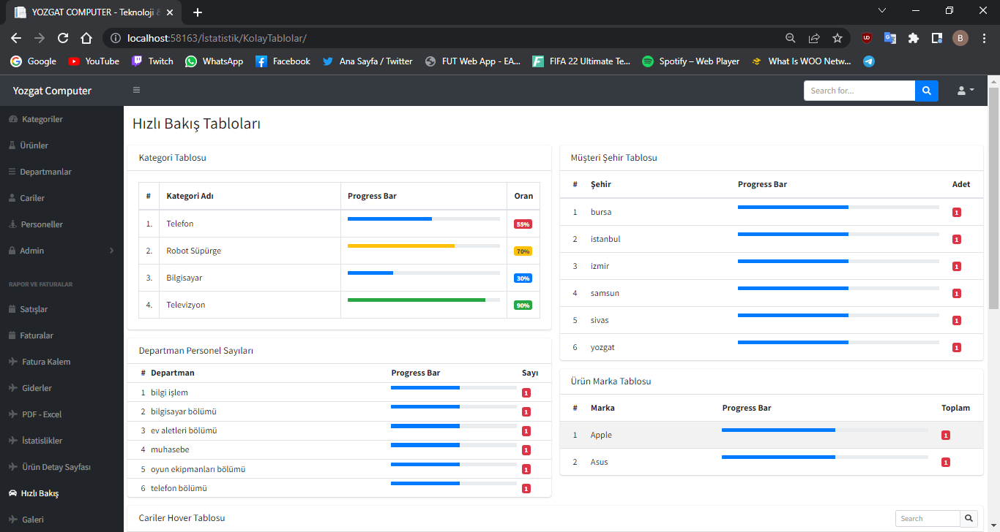 YOZGAT COMPUTER - Teknoloji &
localhost:58163/İstatistik/KolayTablolar/
B
Google YouTube Twitch WhatsApp Facebook Ana Sayfa / Twitter FUT Web App - EA... FIFA 22 Ultimate Te... Spotify – Web Player What Is WOO Netw...
Yozgat Computer
Search for...
Kategoriler
Ürünler
Departmanlar
Cariler
Personeller
Admin
RAPOR VE FATURALAR
Satışlar
Faturalar
Fatura Kalem
Giderler
PDF - Excel
İstatislikler
Ürün Detay Sayfası
Hızlı Bakış
Galeri
Hızlı Bakış Tabloları
Kategori Tablosu
# Kategori Adı Progress Bar Oran
1. Telefon 55%
2. Robot Süpürge 70%
3. Bilgisayar 30%
4. Televizyon 90%
Departman Personel Sayıları
# Departman Progress Bar Sayı
1 bilgi işlem 1
2 bilgisayar bölümü 1
3 ev aletleri bölümü 1
4 muhasebe 1
5 oyun ekipmanları bölümü 1
6 telefon bölümü 1
Müşteri Şehir Tablosu
# Şehir Progress Bar Adet
1 bursa 1
2 istanbul 1
3 izmir 1
4 samsun 1
5 sivas 1
6 yozgat 1
Ürün Marka Tablosu
# Marka Progress Bar Toplam
1 Apple 1
2 Asus 1
Cariler Hover Tablosu
Search